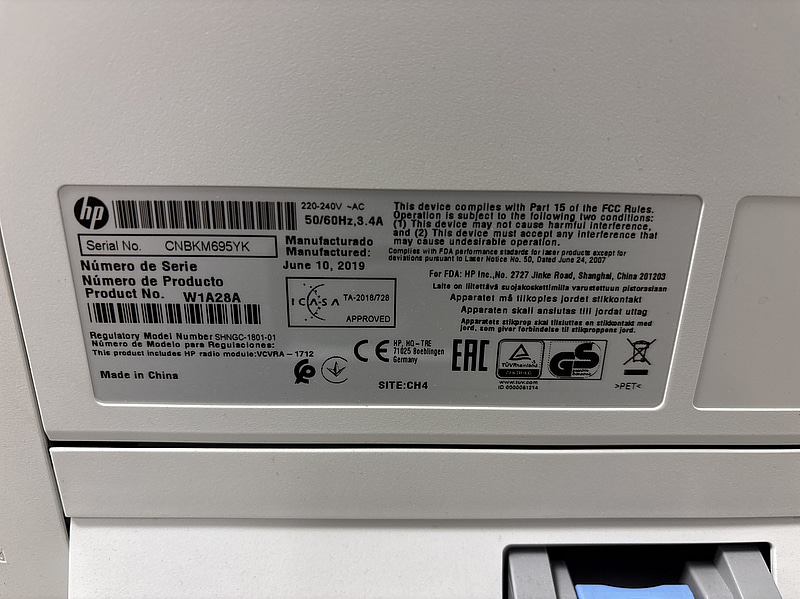 hp
220-240V ~AC
50/60Hz,3.4A
Serial No. CNBKM695YK
Manufacturado
Manufactured:
June 10, 2019
Número de Serie
Número de Producto
Product No. W1A28A
ICASA
TA-2018/728
APPROVED
Regulatory Model Number SHNGC-1801-01
Número de Modelo para Regulaciones:
This product includes HP radio module:VCVRA - 1712
Made in China
This device complies with Part 15 of the FCC Rules.
Operation is subject to the following two conditions:
(1) This device may not cause harmful interference,
and (2) This device must accept any interference that
may cause undesirable operation.
Complies with FDA performance standards for laser products except for
deviations pursuant to Laser Notice No. 50, Dated June 24, 2007
For FDA: HP Inc.,No. 2727 Jinke Road, Shanghai, China 201203
Laite on liitettävä suojakoskettimilla varustettuun pistorasiaan
Apparatet må tilkoples jordet stikkontakt
Apparaten skall anslutas till jordat uttag
Apparatets stikprop skal tilsluttes en stikkontakt med
jord, som giver forbindelse til stikproppens jord.
CE
HP, HQ-TRE
71025 Boeblingen
Germany
SITE:CH4
EAC
TÜVRheinland
www.tuv.com
ID 0000061214
GS
>PET<